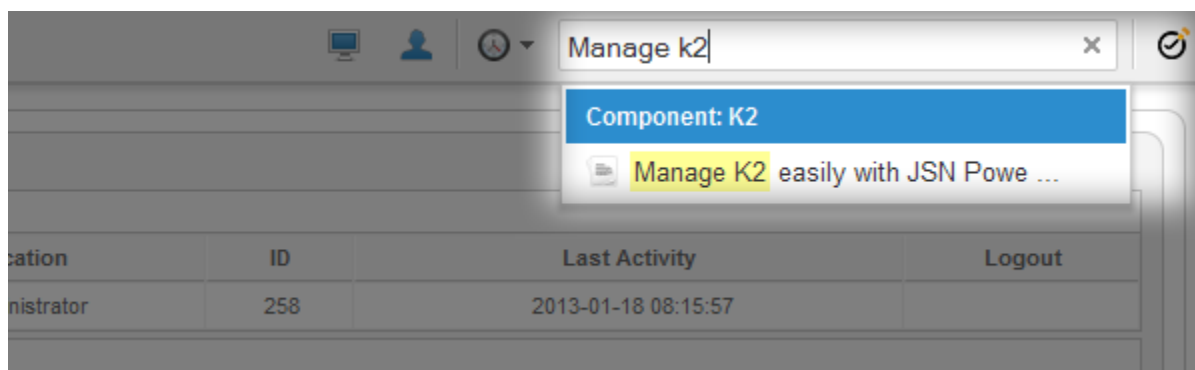 Manage k2
Component: K2
Manage K2 easily with JSN Powe ...
cation ID Last Activity Logout
nistrator 258 2013-01-18 08:15:57